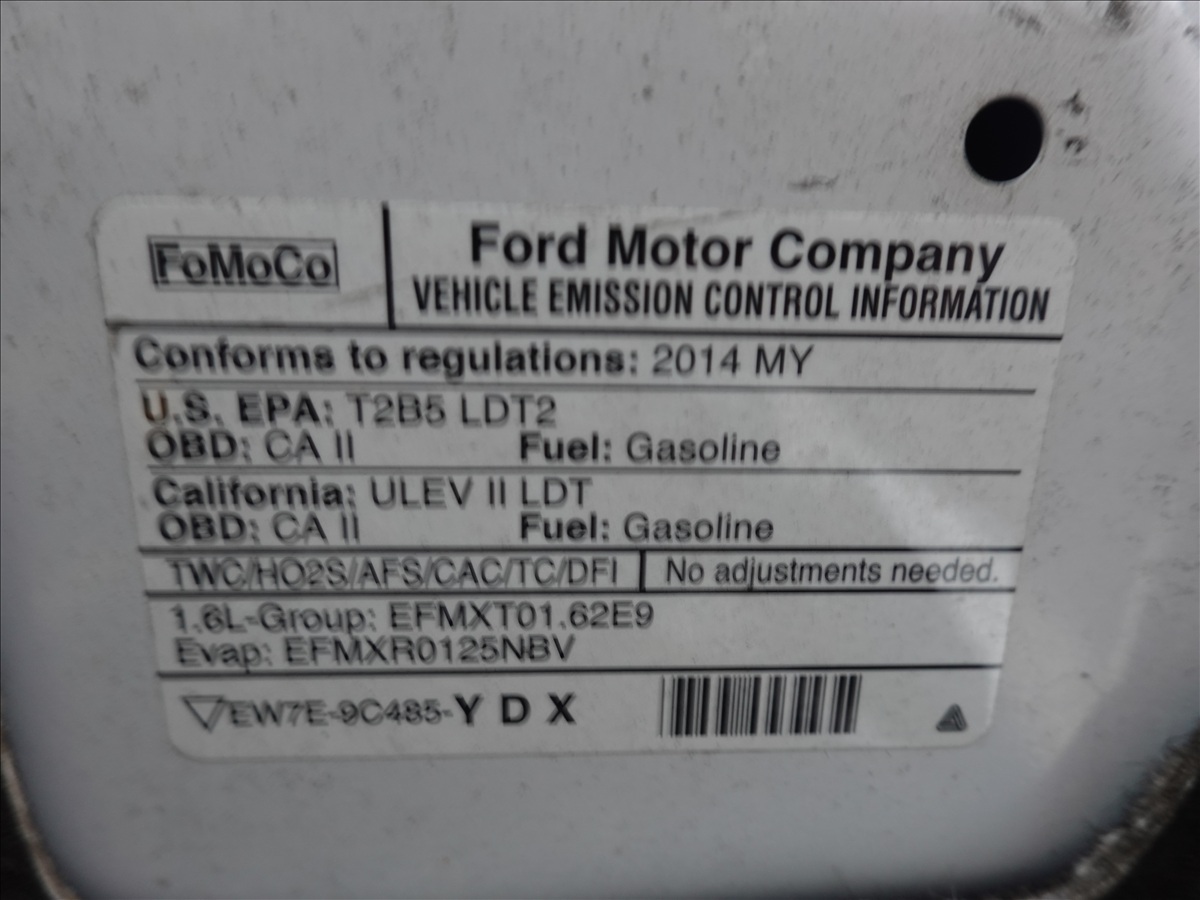 FoMoCo
Ford Motor Company
VEHICLE EMISSION CONTROL INFORMATION
Conforms to regulations: 2014 MY
U.S. EPA: T2B5 LDT2
OBD: CA II Fuel: Gasoline
California: ULEV II LDT
OBD: CA II Fuel: Gasoline
TWC/HO2S/AFS/CAC/TC/DFI No adjustments needed.
1.6L-Group: EFMXT01.62E9
Evap: EFMXR0125NBV
EW7E-9C485-Y D X